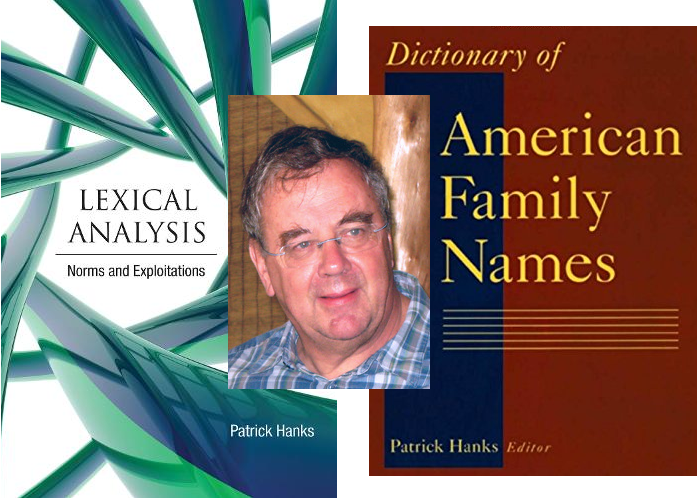 LEXICAL
ANALYSIS
Norms and Exploitations
Patrick Hanks
Dictionary of
American
Family
Names
Patrick Hanks Editor